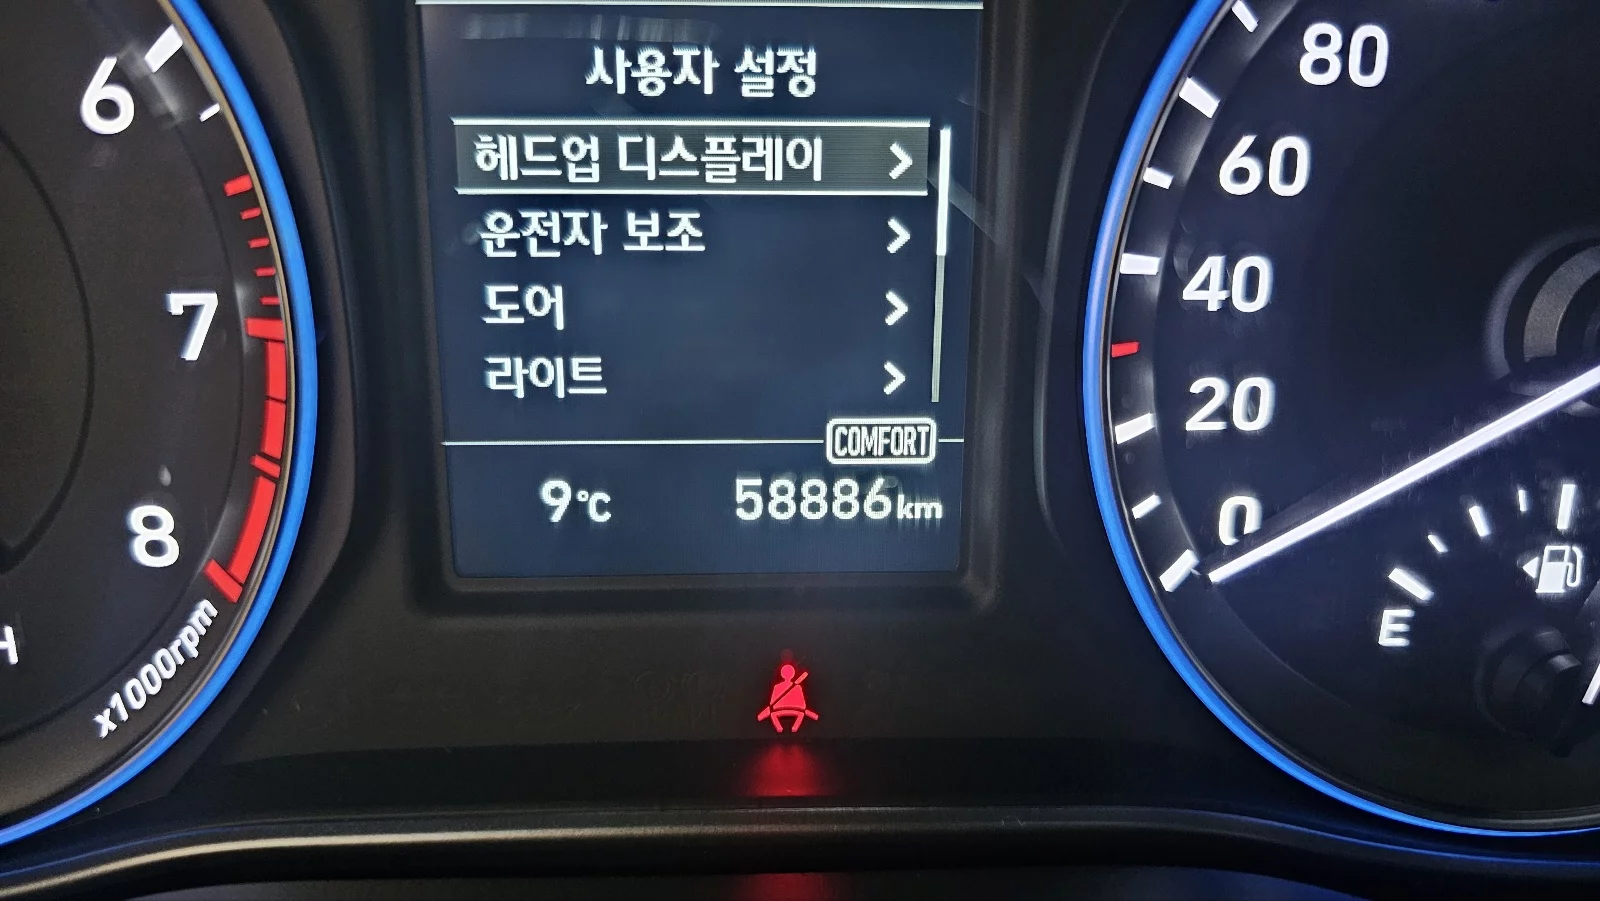 사용자 설정
헤드업 디스플레이
운전자 보조
도어
라이트
COMFORT
9℃ 58886km
6
7
8
x1000rpm
H
80
60
40
20
0
E